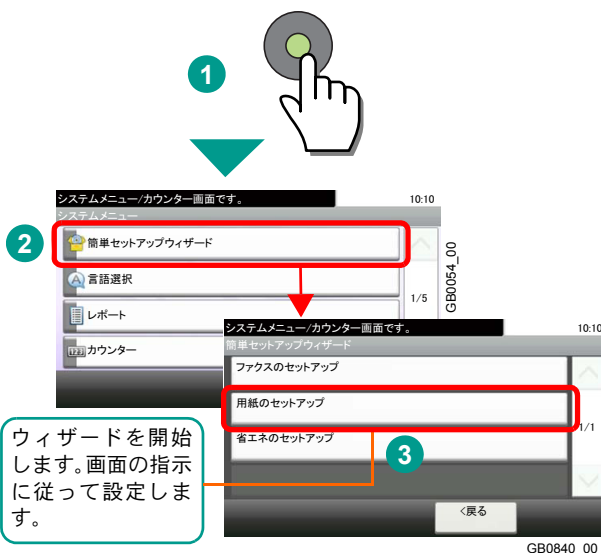 1
システムメニュー/カウンター画面です。
10:10
システムメニュー
2
簡単セットアップウィザード
言語選択
レポート
123
カウンター
1/5
GB0054_00
システムメニュー/カウンター画面です。
10:10
簡単セットアップウィザード
ファクスのセットアップ
用紙のセットアップ
省エネのセットアップ
1/1
3
<戻る
GB0840_00
ウィザードを開始
します。画面の指示
に従って設定しま
す。